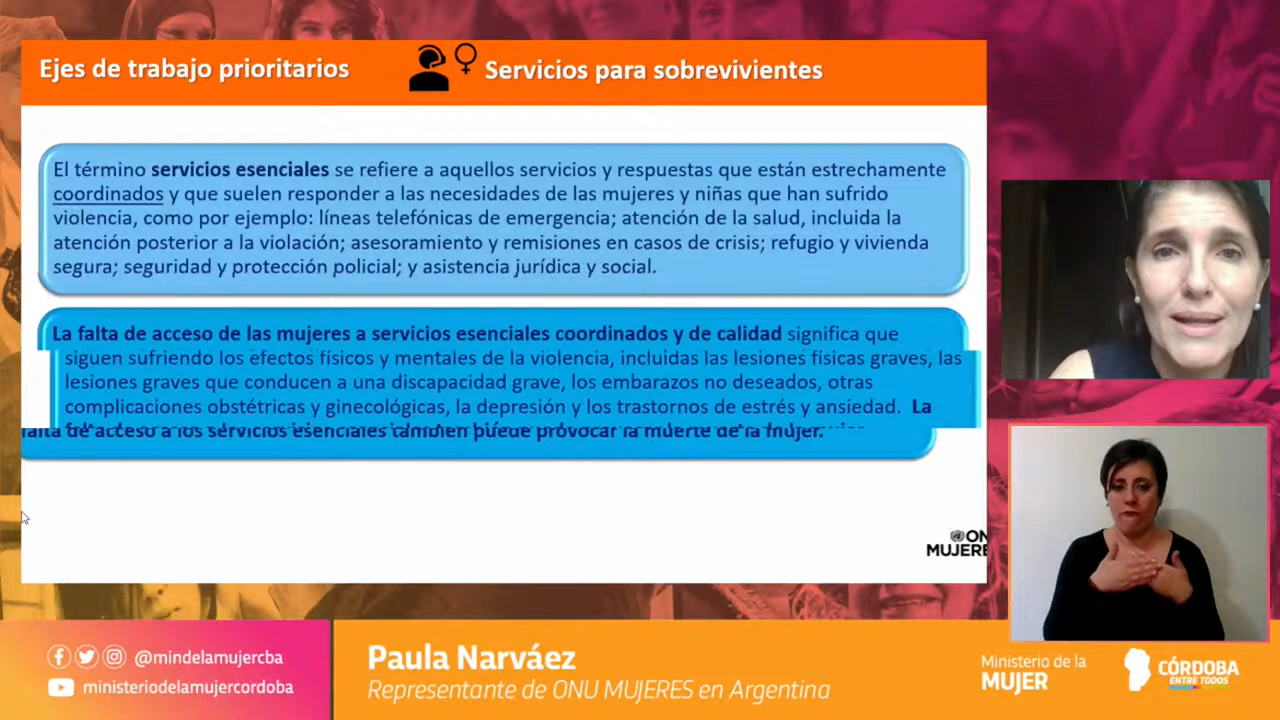 Ejes de trabajo prioritarios
Servicios para sobrevivientes
El término servicios esenciales se refiere a aquellos servicios y respuestas que están estrechamente
coordinados y que suelen responder a las necesidades de las mujeres y niñas que han sufrido
violencia, como por ejemplo: líneas telefónicas de emergencia; atención de la salud, incluida la
atención posterior a la violación; asesoramiento y remisiones en casos de crisis; refugio y vivienda
segura; seguridad y protección policial; y asistencia jurídica y social.
La falta de acceso de las mujeres a servicios esenciales coordinados y de calidad significa que
siguen sufriendo los efectos físicos y mentales de la violencia, incluidas las lesiones físicas graves, las
lesiones graves que conducen a una discapacidad grave, los embarazos no deseados, otras
complicaciones obstétricas y ginecológicas, la depresión y los trastornos de estrés y ansiedad. La
falta de acceso a los servicios esenciales también puede provocar la muerte de la mujer.
ON
MUJERE
@mindelamujercba
ministeriodelamujercordoba
Paula Narváez
Representante de ONU MUJERES en Argentina
Ministerio de la
MUJER
CÓRDOBA
ENTRE TODOS